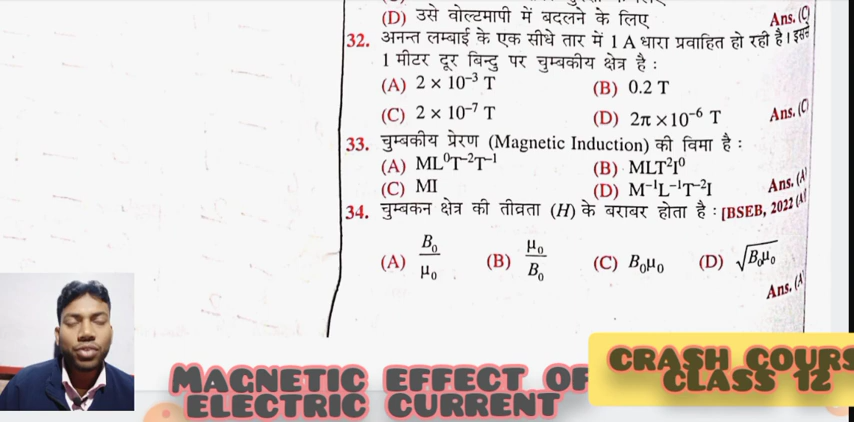 (D) उसे वोल्टमापी में बदलने के लिए Ans. (C)
32. अनन्त लम्बाई के एक सीधे तार में 1 A धारा प्रवाहित हो रही है। इससे
1 मीटर दूर बिन्दु पर चुम्बकीय क्षेत्र है :
(A) 2 × 10⁻³ T (B) 0.2 T
(C) 2 × 10⁻⁷ T (D) 2π ×10⁻⁶ T Ans. (C)
33. चुम्बकीय प्रेरण (Magnetic Induction) की विमा है :
(A) ML⁰T⁻²T⁻¹ (B) MLT²I⁰
(C) MI (D) M⁻¹L⁻¹T⁻²I Ans. (A)
34. चुम्बकन क्षेत्र की तीव्रता (H) के बराबर होता है : [BSEB, 2022 (A)]
(A) B₀/μ₀ (B) μ₀/B₀ (C) B₀μ₀ (D) √B₀μ₀
Ans. (A
MAGNETIC EFFECT OF
ELECTRIC CURRENT
CRASH COURS
CLASS 12